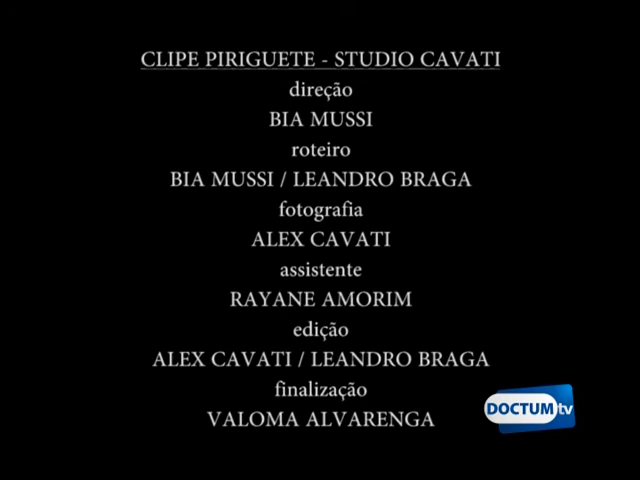 CLIPE PIRIGUETE - STUDIO CAVATI
direção
BIA MUSSI
roteiro
BIA MUSSI / LEANDRO BRAGA
fotografia
ALEX CAVATI
assistente
RAYANE AMORIM
edição
ALEX CAVATI / LEANDRO BRAGA
finalização
VALOMA ALVARENGA
DOCTUM tv